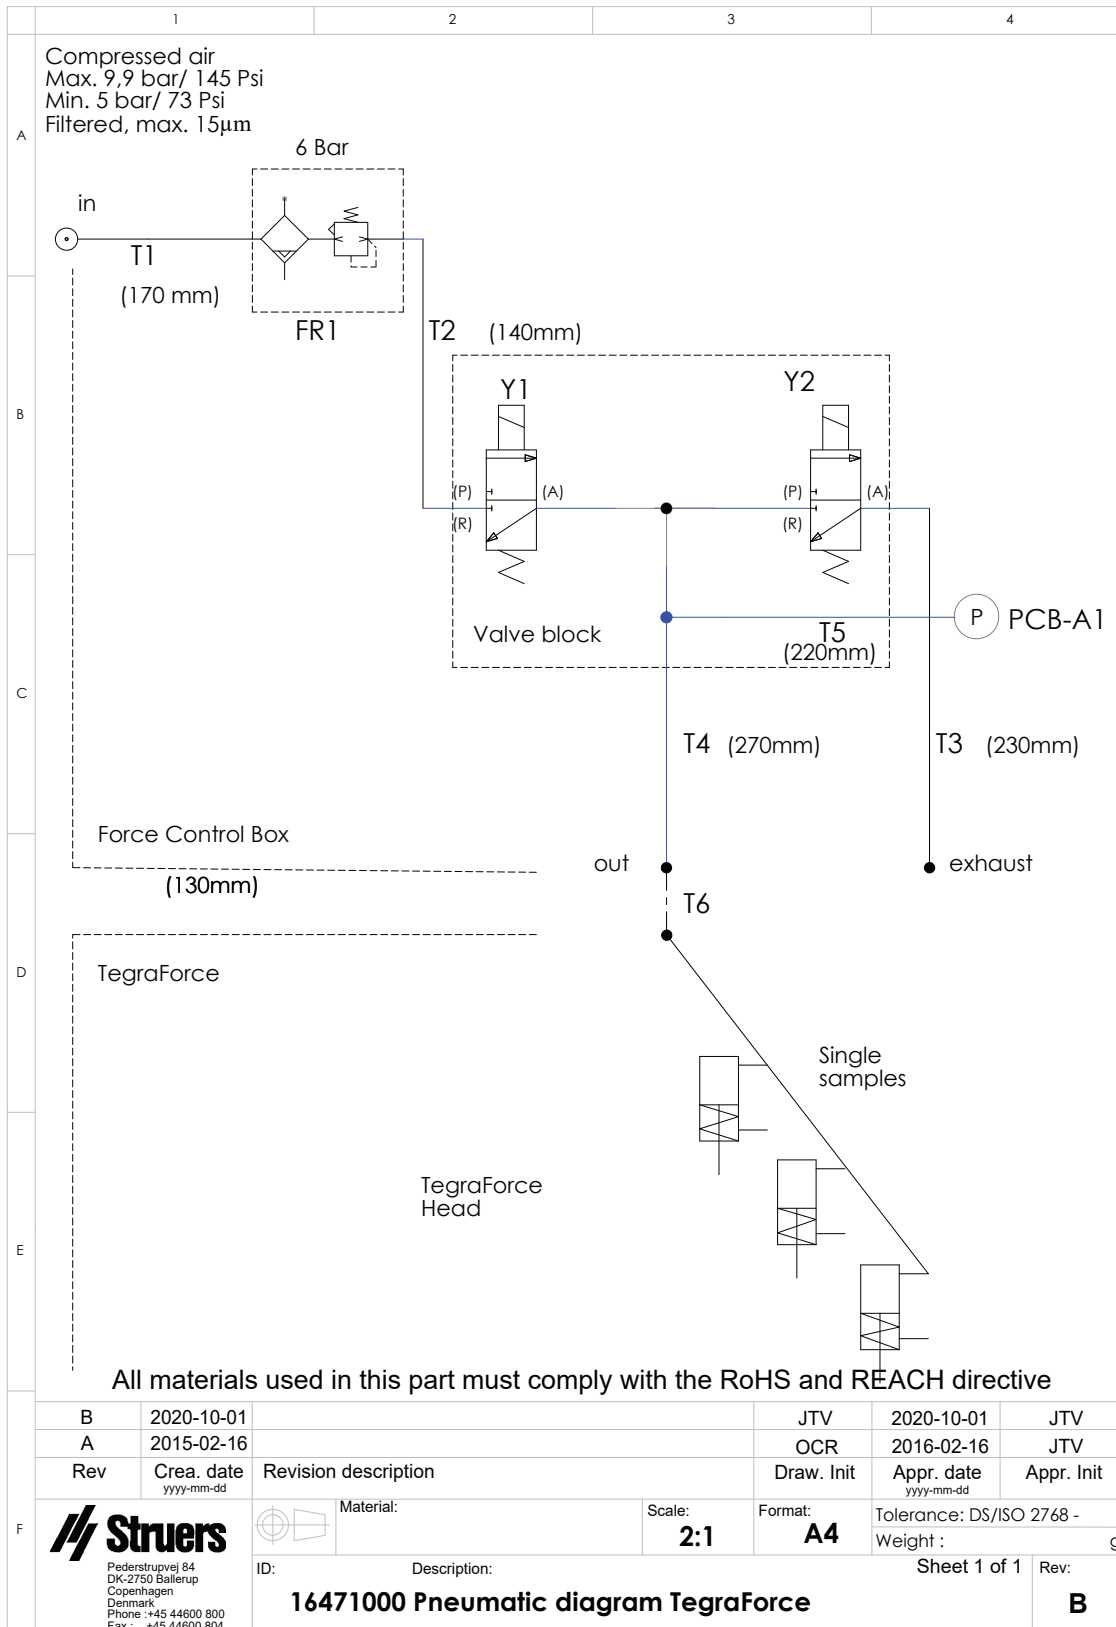 1 2 3 4
Compressed air
Max. 9,9 bar/ 145 Psi
Min. 5 bar/ 73 Psi
Filtered, max. 15µm
A
6 Bar
in
T1
(170 mm)
FR1
T2 (140mm)
B
Y1
Y2
(P) (A)
(R)
(P) (A)
(R)
Valve block
P PCB-A1
T5
(220mm)
C
T4 (270mm)
T3 (230mm)
Force Control Box
(130mm)
out
exhaust
T6
D
TegraForce
Single
samples
TegraForce
Head
E
All materials used in this part must comply with the RoHS and REACH directive
B 2020-10-01 JTV 2020-10-01 JTV
A 2015-02-16 OCR 2016-02-16 JTV
Rev Crea. date Revision description Draw. Init Appr. date Appr. Init
yyyy-mm-dd yyyy-mm-dd
F
Struers
Pederstrupvej 84
DK-2750 Ballerup
Copenhagen
Denmark
Phone :+45 44600 800
Fax : +45 44600 804
Material:
Scale:
2:1
Format:
A4
Tolerance: DS/ISO 2768 -
Weight : g
ID: Description:
16471000 Pneumatic diagram TegraForce
Sheet 1 of 1
Rev:
B